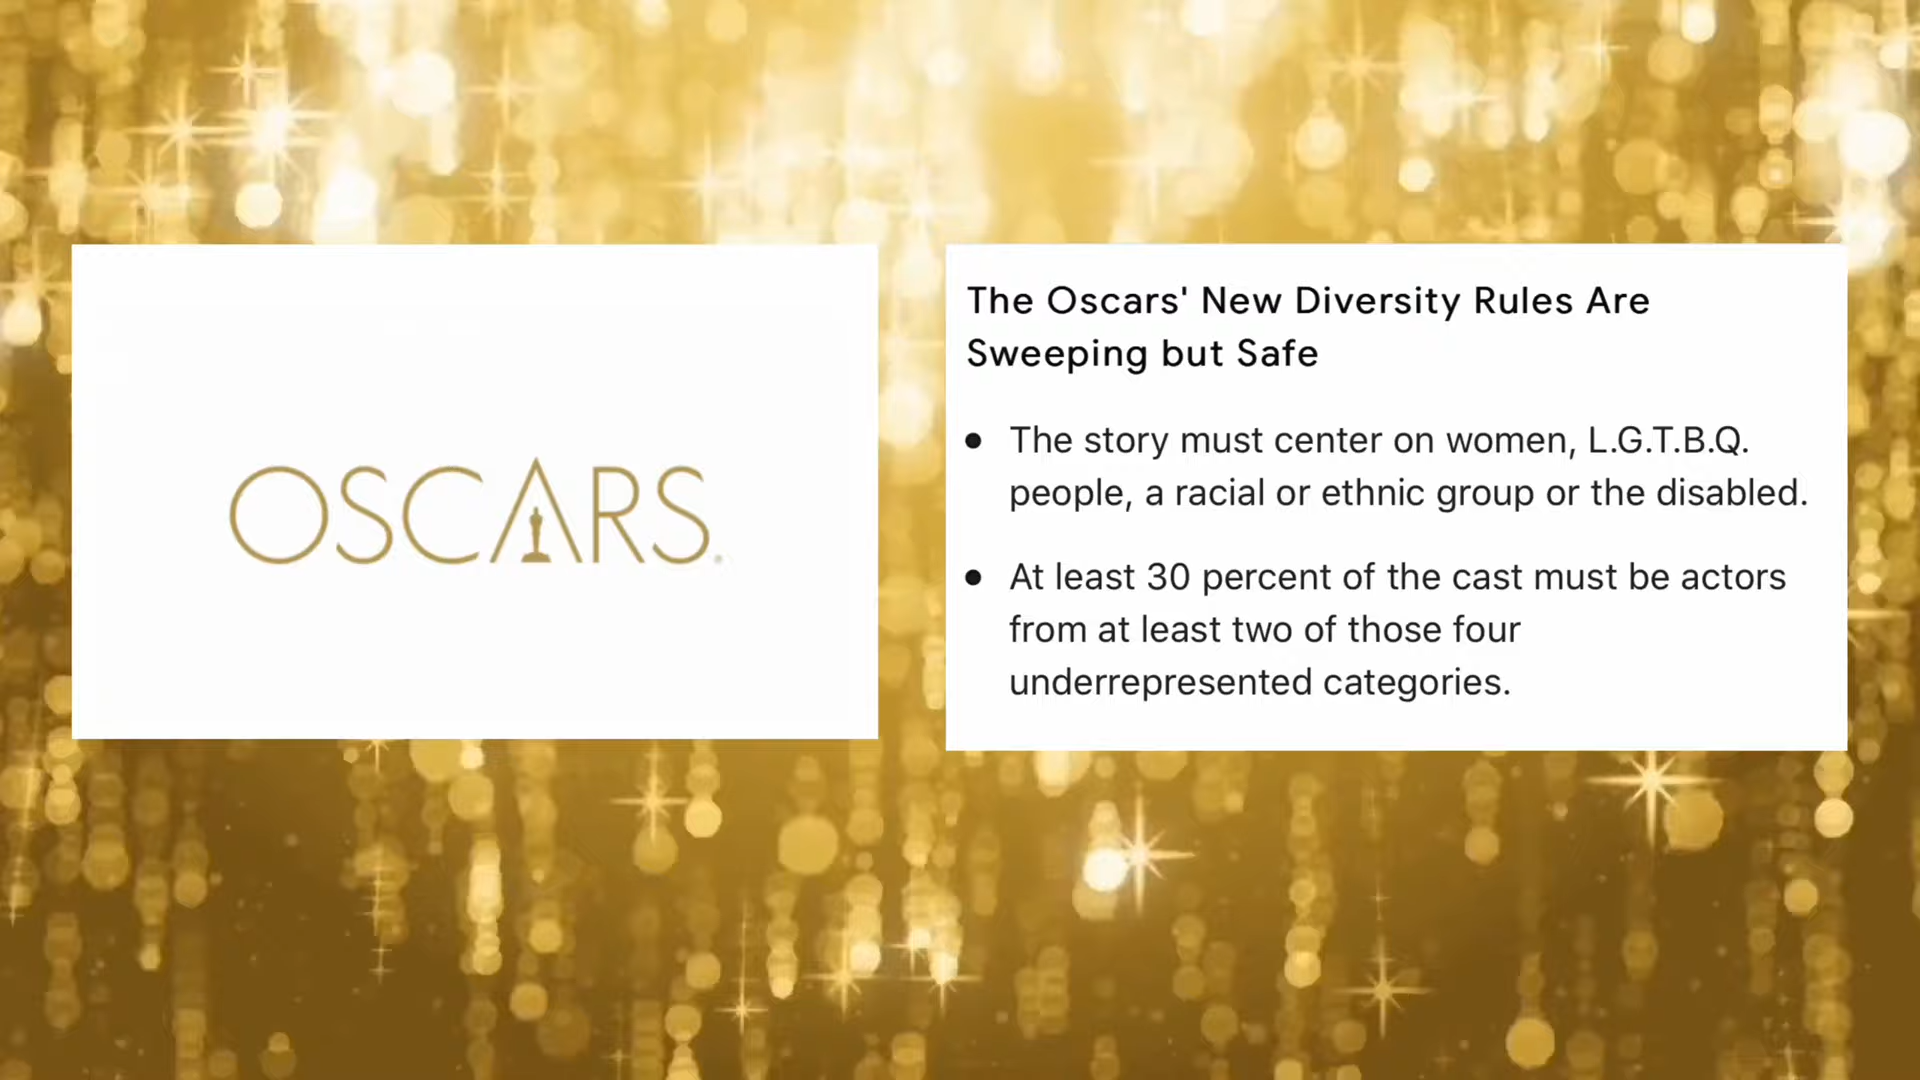 OSCARS.
The Oscars' New Diversity Rules Are
Sweeping but Safe
● The story must center on women, L.G.T.B.Q.
people, a racial or ethnic group or the disabled.
● At least 30 percent of the cast must be actors
from at least two of those four
underrepresented categories.